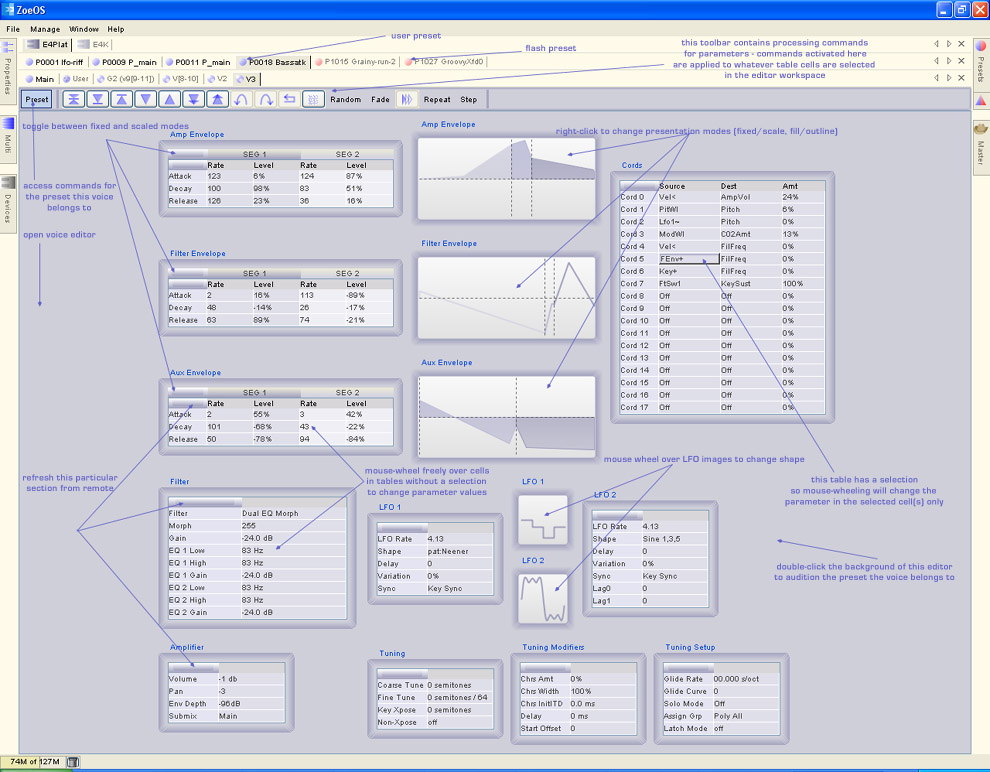 ZoeOS
File Manage Window Help
E4Plat E4K
user preset
flash preset
this toolbar contains processing commands
for parameters - commands activated here
are applied to whatever table cells are selected
in the editor workspace
P0001 lfo-riff P0009 P_main P0011 P_main P0018 Bassatk P1015 Grainy-run-2 P1027 GroovyXfd0
Main User G2 (v9[9-11]) V[8-10] V2 V3
Properties
Multi
Devices
Presets
Master
Preset Random Fade Repeat Step
toggle between fixed and scaled modes
right-click to change presentation modes (fixed/scale, fill/outline)
access commands for
the preset this voice
belongs to
open voice editor
Amp Envelope
SEG 1 SEG 2
Rate Level Rate Level
Attack 123 6% 124 87%
Decay 100 98% 83 51%
Release 126 23% 36 16%
Amp Envelope
Filter Envelope
SEG 1 SEG 2
Rate Level Rate Level
Attack 2 16% 113 -89%
Decay 48 -14% 26 -17%
Release 63 89% 74 -21%
Filter Envelope
Aux Envelope
SEG 1 SEG 2
Rate Level Rate Level
Attack 2 55% 3 42%
Decay 101 -68% 43 -22%
Release 50 -78% 94 -84%
Aux Envelope
Cords
Source Dest Amt
Cord 0 Vel< AmpVol 24%
Cord 1 PitWl Pitch 6%
Cord 2 Lfo1~ Pitch 0%
Cord 3 ModWl C02Amt 13%
Cord 4 Vel< FilFreq 0%
Cord 5 FEnv+ FilFreq 0%
Cord 6 Key+ FilFreq 0%
Cord 7 FtSw1 KeySust 100%
Cord 8 Off Off 0%
Cord 9 Off Off 0%
Cord 10 Off Off 0%
Cord 11 Off Off 0%
Cord 12 Off Off 0%
Cord 13 Off Off 0%
Cord 14 Off Off 0%
Cord 15 Off Off 0%
Cord 16 Off Off 0%
Cord 17 Off Off 0%
refresh this particular
section from remote
mouse-wheel freely over cells
in tables without a selection
to change parameter values
mouse wheel over LFO images to change shape
this table has a selection
so mouse-wheeling will change the
parameter in the selected cell[s] only
double-click the background of this editor
to audition the preset the voice belongs to
Filter
Filter Dual EQ Morph
Morph 255
Gain -24.0 dB
EQ 1 Low 83 Hz
EQ 1 High 83 Hz
EQ 1 Gain -24.0 dB
EQ 2 Low 83 Hz
EQ 2 High 83 Hz
EQ 2 Gain -24.0 dB
LFO 1
LFO Rate 4.13
Shape pat:Neener
Delay 0
Variation 0%
Sync Key Sync
LFO 1
LFO 2
LFO 2
LFO Rate 4.13
Shape Sine 1,3,5
Delay 0
Variation 0%
Sync Key Sync
Lag0 0
Lag1 0
Amplifier
Volume -1 db
Pan -3
Env Depth -96dB
Submix Main
Tuning
Coarse Tune 0 semitones
Fine Tune 0 semitones / 64
Key Xpose 0 semitones
Non-Xpose off
Tuning Modifiers
Chrs Amt 0%
Chrs Width 100%
Chrs InitITD 0.0 ms
Delay 0 ms
Start Offset 0
Tuning Setup
Glide Rate 00.000 s/oct
Glide Curve 0
Solo Mode Off
Assign Grp Poly All
Latch Mode off
74M of 127M